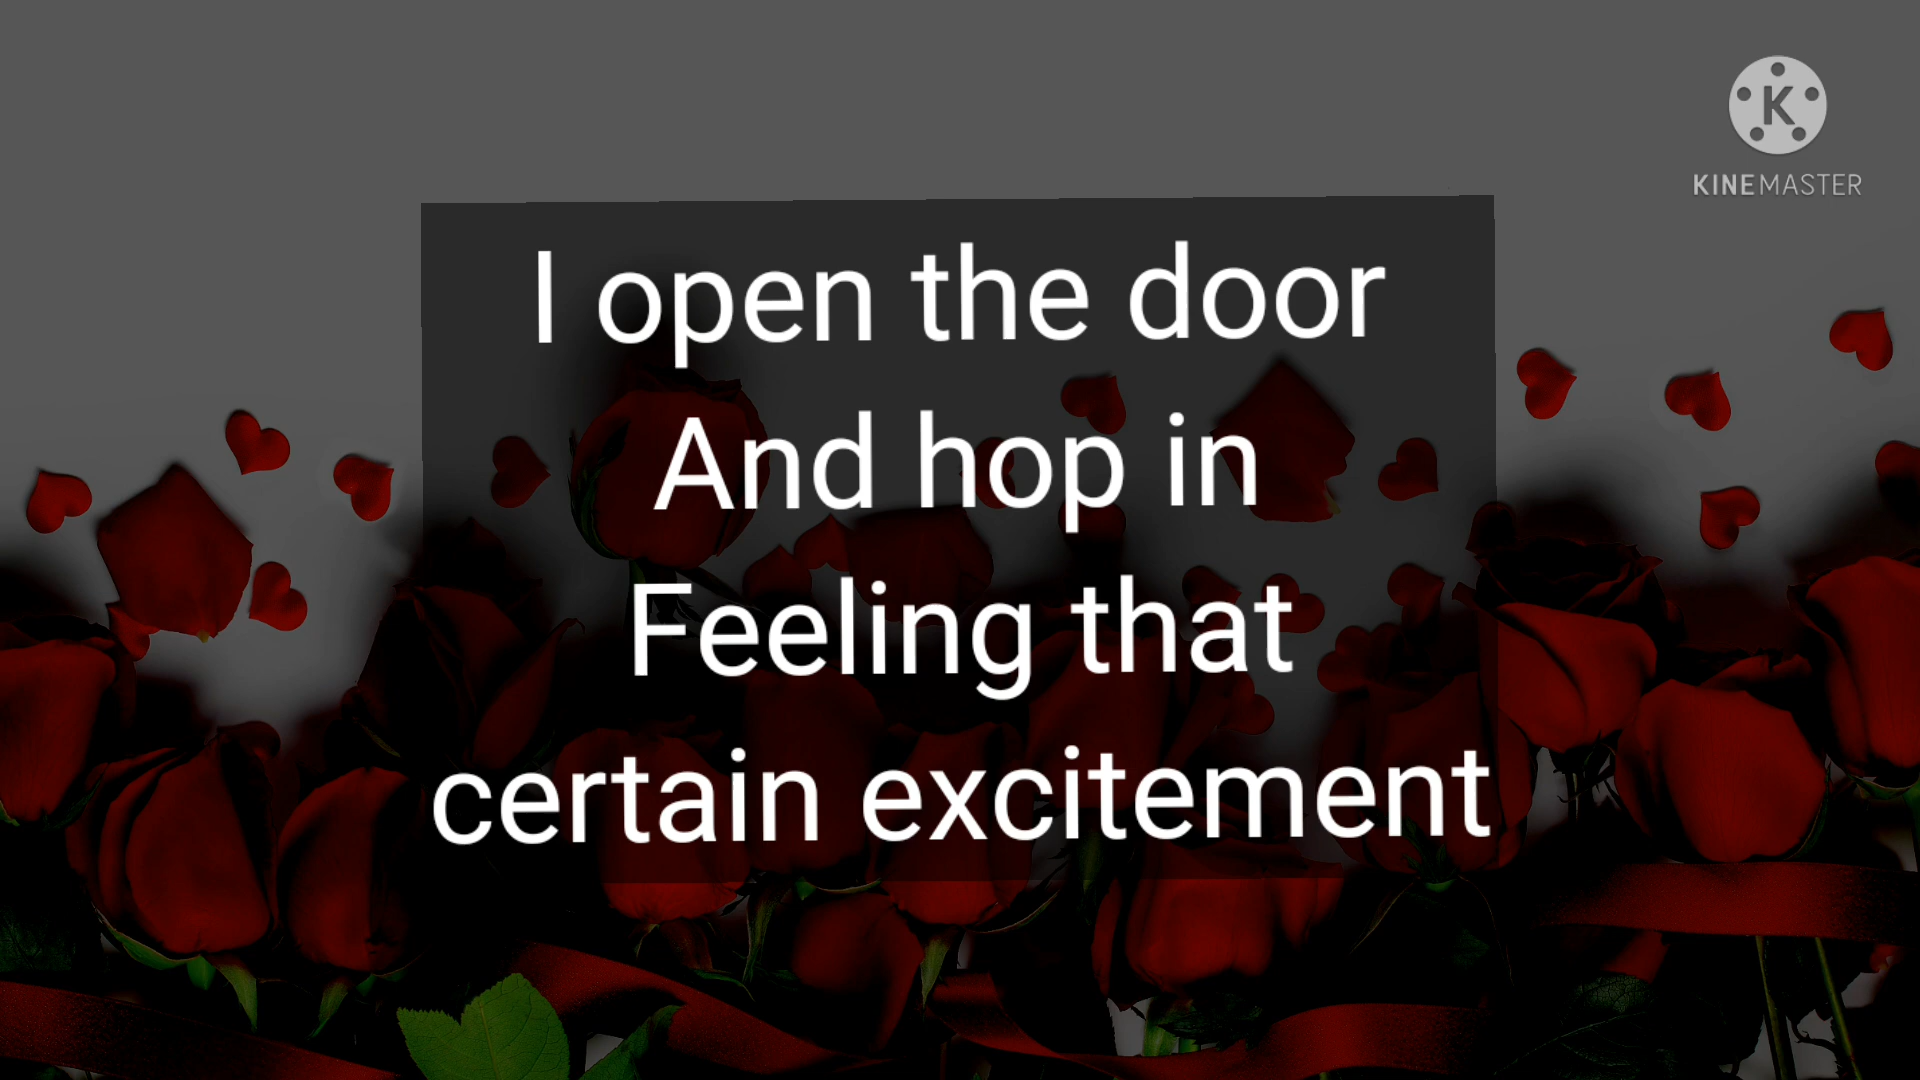 K
KINEMASTER
I open the door
And hop in
Feeling that
certain excitement